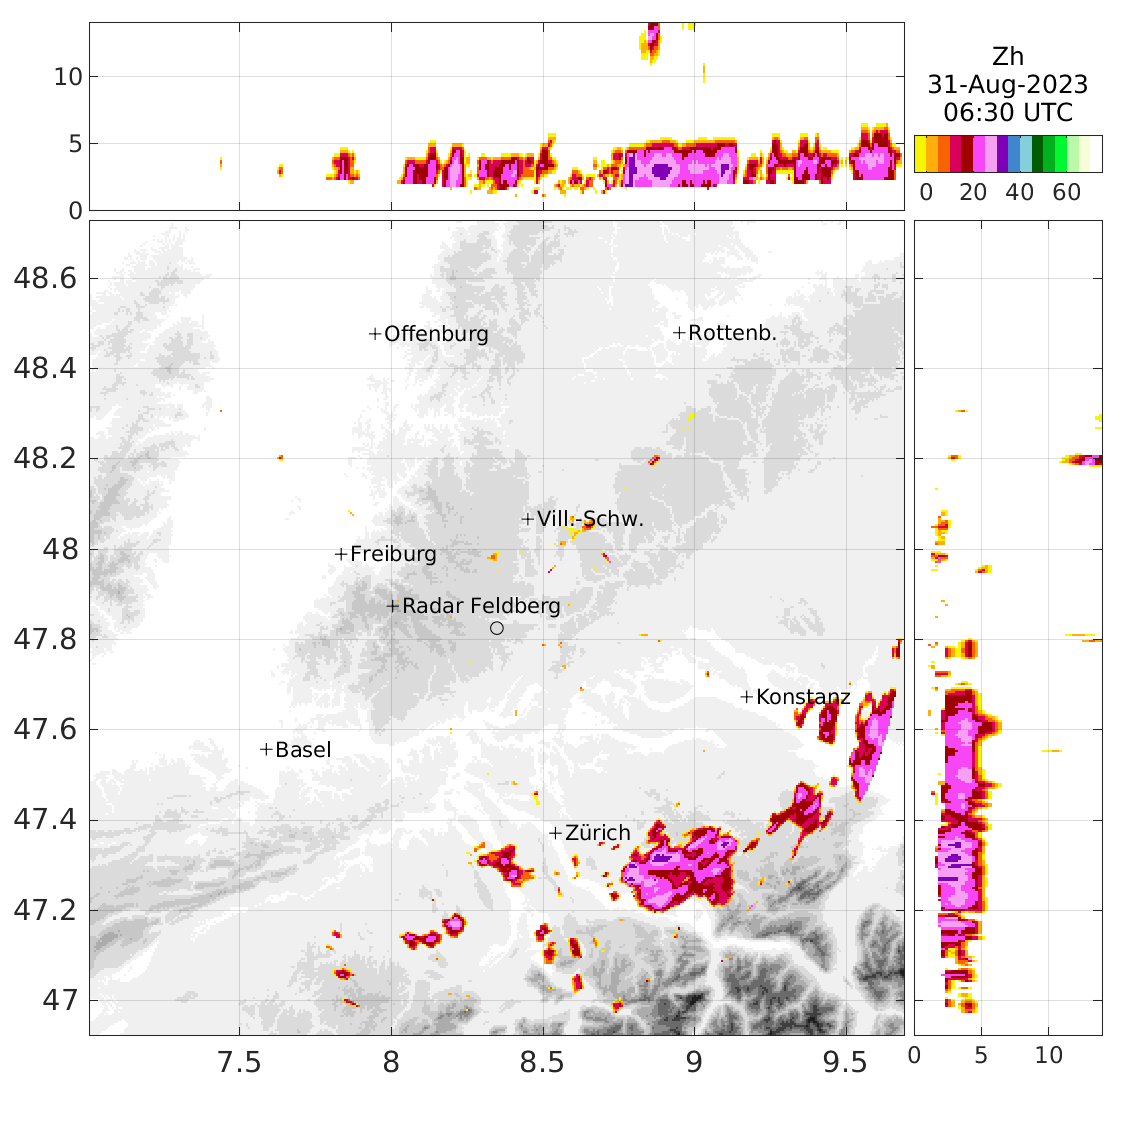 10
5
0
Zh
31-Aug-2023
06:30 UTC
0 20 40 60
48.6
48.4
48.2
48
47.8
47.6
47.4
47.2
47
+Offenburg
+Rottenb.
+Vill.-Schw.
+Freiburg
+Radar Feldberg
+Konstanz
+Basel
+Zürich
7.5 8 8.5 9 9.5
0 5 10